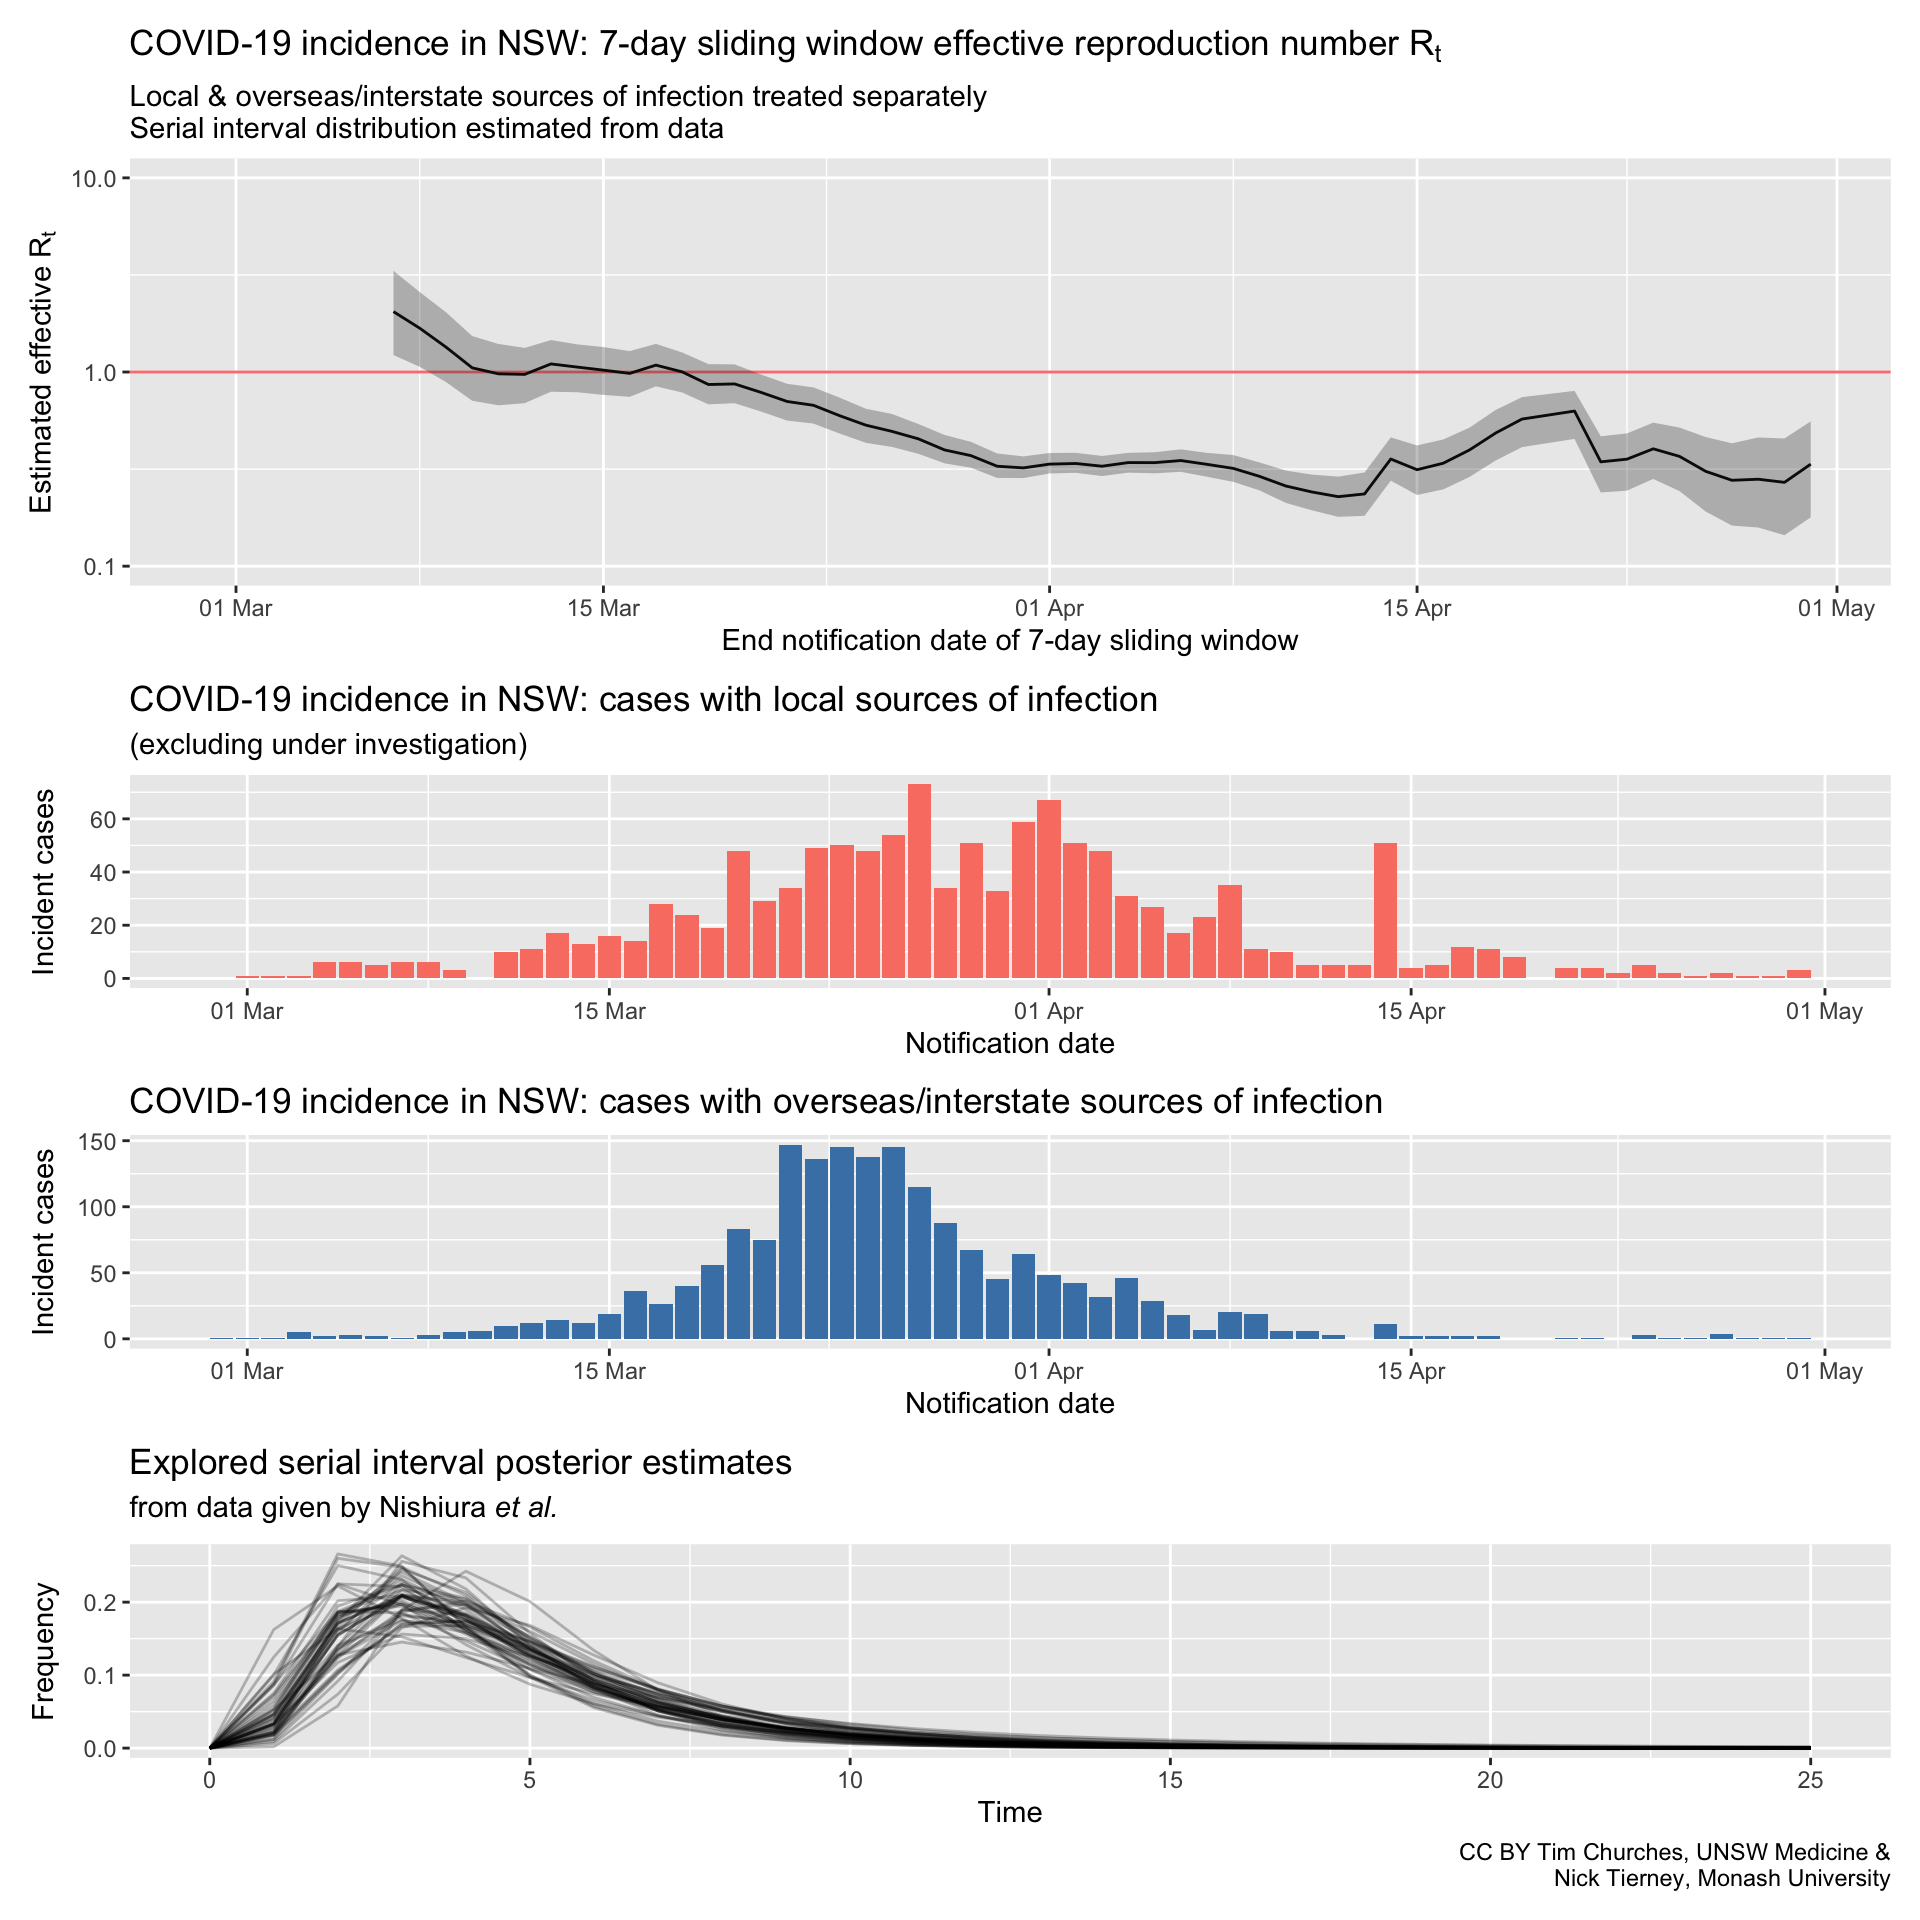 COVID-19 incidence in NSW: 7-day sliding window effective reproduction number Rt
Local & overseas/interstate sources of infection treated separately
Serial interval distribution estimated from data
Estimated effective Rt
10.0
1.0
0.1
01 Mar
15 Mar
01 Apr
15 Apr
01 May
End notification date of 7-day sliding window
COVID-19 incidence in NSW: cases with local sources of infection
(excluding under investigation)
Incident cases
60
40
20
0
01 Mar
15 Mar
01 Apr
15 Apr
01 May
Notification date
COVID-19 incidence in NSW: cases with overseas/interstate sources of infection
Incident cases
150
100
50
0
01 Mar
15 Mar
01 Apr
15 Apr
01 May
Notification date
Explored serial interval posterior estimates
from data given by Nishiura et al.
Frequency
0.2
0.1
0.0
0
5
10
15
20
25
Time
CC BY Tim Churches, UNSW Medicine &
Nick Tierney, Monash University